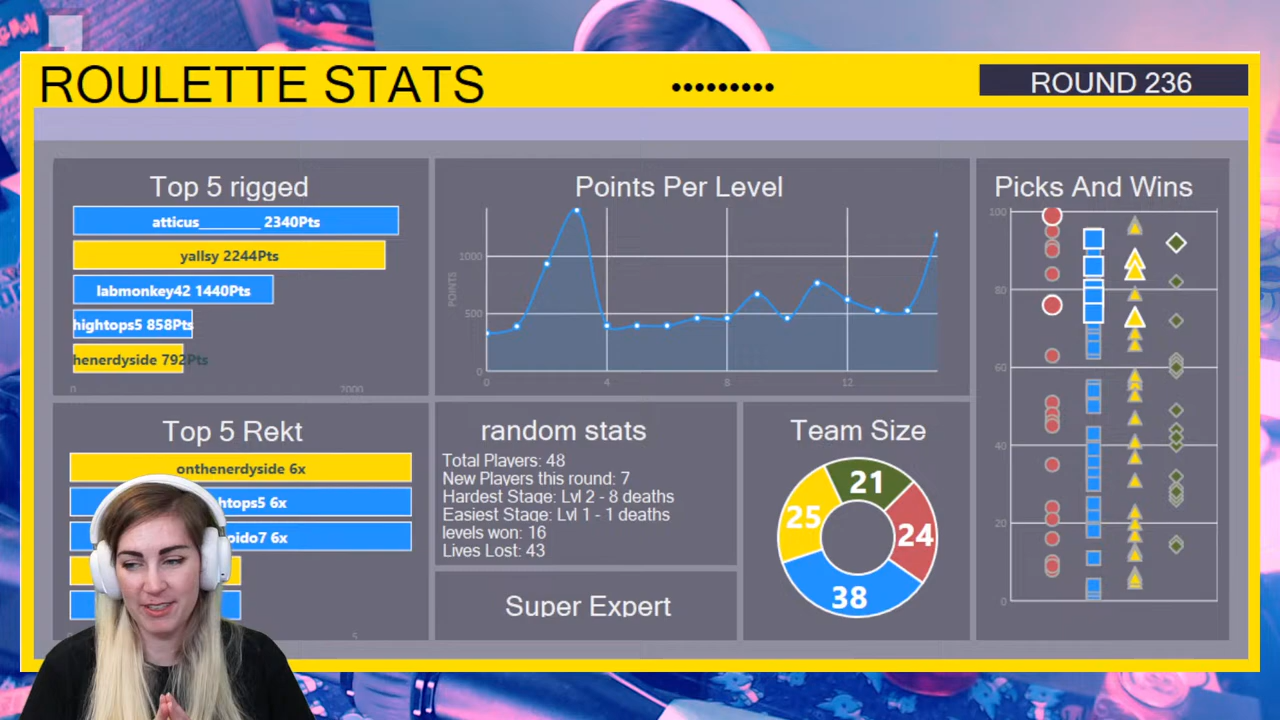 ROULETTE STATS
•••••••••
ROUND 236
Top 5 rigged
atticus________ 2340Pts
yallsy 2244Pts
labmonkey42 1440Pts
hightops5 858Pts
henerdyside 792Pts
0 2000
Points Per Level
POINTS
1000
500
0
0 4 8 12
Picks And Wins
100
80
60
40
20
0
Top 5 Rekt
onthenerdyside 6x
htops5 6x
pido7 6x
5
random stats
Total Players: 48
New Players this round: 7
Hardest Stage: Lvl 2 - 8 deaths
Easiest Stage: Lvl 1 - 1 deaths
levels won: 16
Lives Lost: 43
Super Expert
Team Size
21
25
24
38